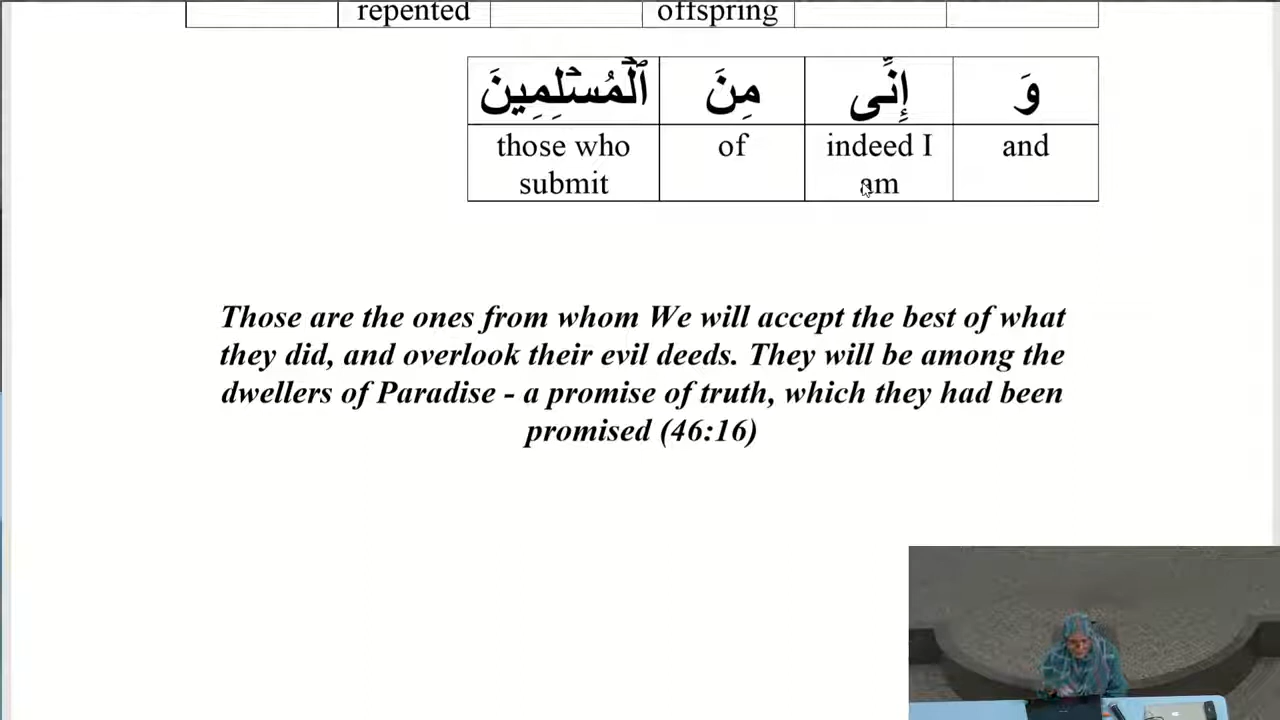 repented offspring
وَ إِنِّى مِنَ ٱلْمُسْلِمِينَ
and indeed I am of those who submit
Those are the ones from whom We will accept the best of what
they did, and overlook their evil deeds. They will be among the
dwellers of Paradise - a promise of truth, which they had been
promised (46:16)